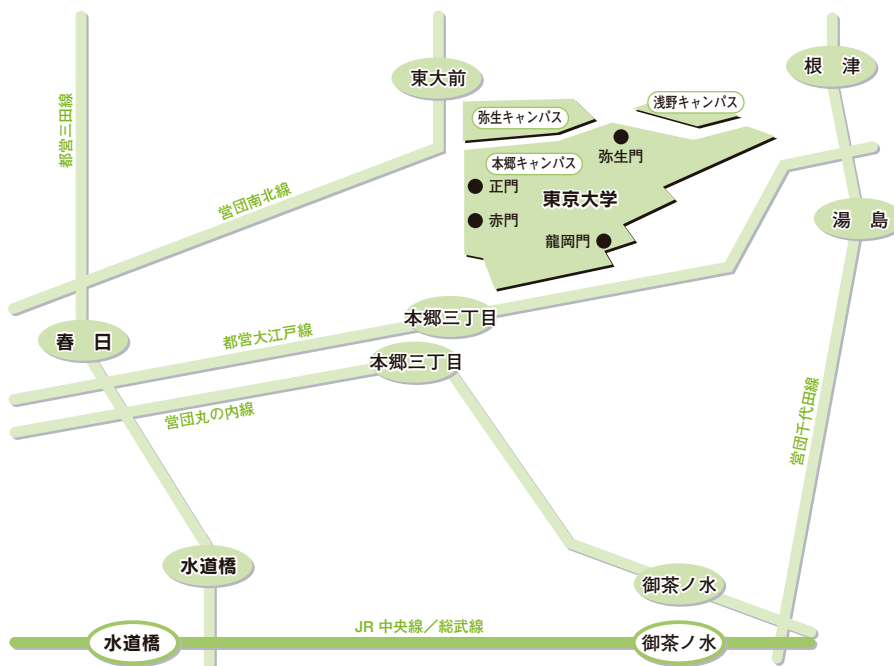 東大前
根　津
都営三田線
浅野キャンパス
弥生キャンパス
弥生門
本郷キャンパス
正門
東京大学
営団南北線
赤門
湯　島
龍岡門
本郷三丁目
都営大江戸線
春　日
本郷三丁目
営団丸の内線
営団千代田線
水道橋
御茶ノ水
JR 中央線／総武線
水道橋
御茶ノ水